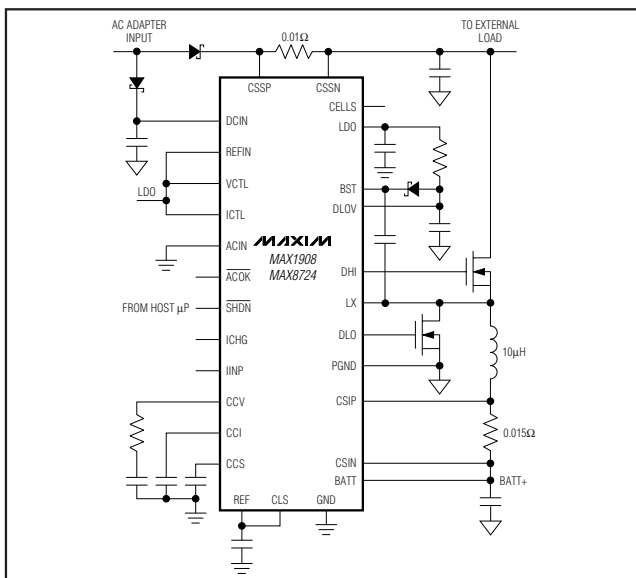 AC ADAPTER
INPUT
0.01Ω
TO EXTERNAL
LOAD
CSSP
CSSN
CELLS
DCIN
LDO
REFIN
VCTL
LDO
BST
DLOV
ICTL
ACIN
MAXIM
MAX1908
MAX8724
ACOK
DHI
FROM HOST µP
SHDN
LX
ICHG
DLO
10µH
IINP
PGND
CCV
CSIP
CCI
0.015Ω
CCS
CSIN
BATT
BATT+
REF
CLS
GND